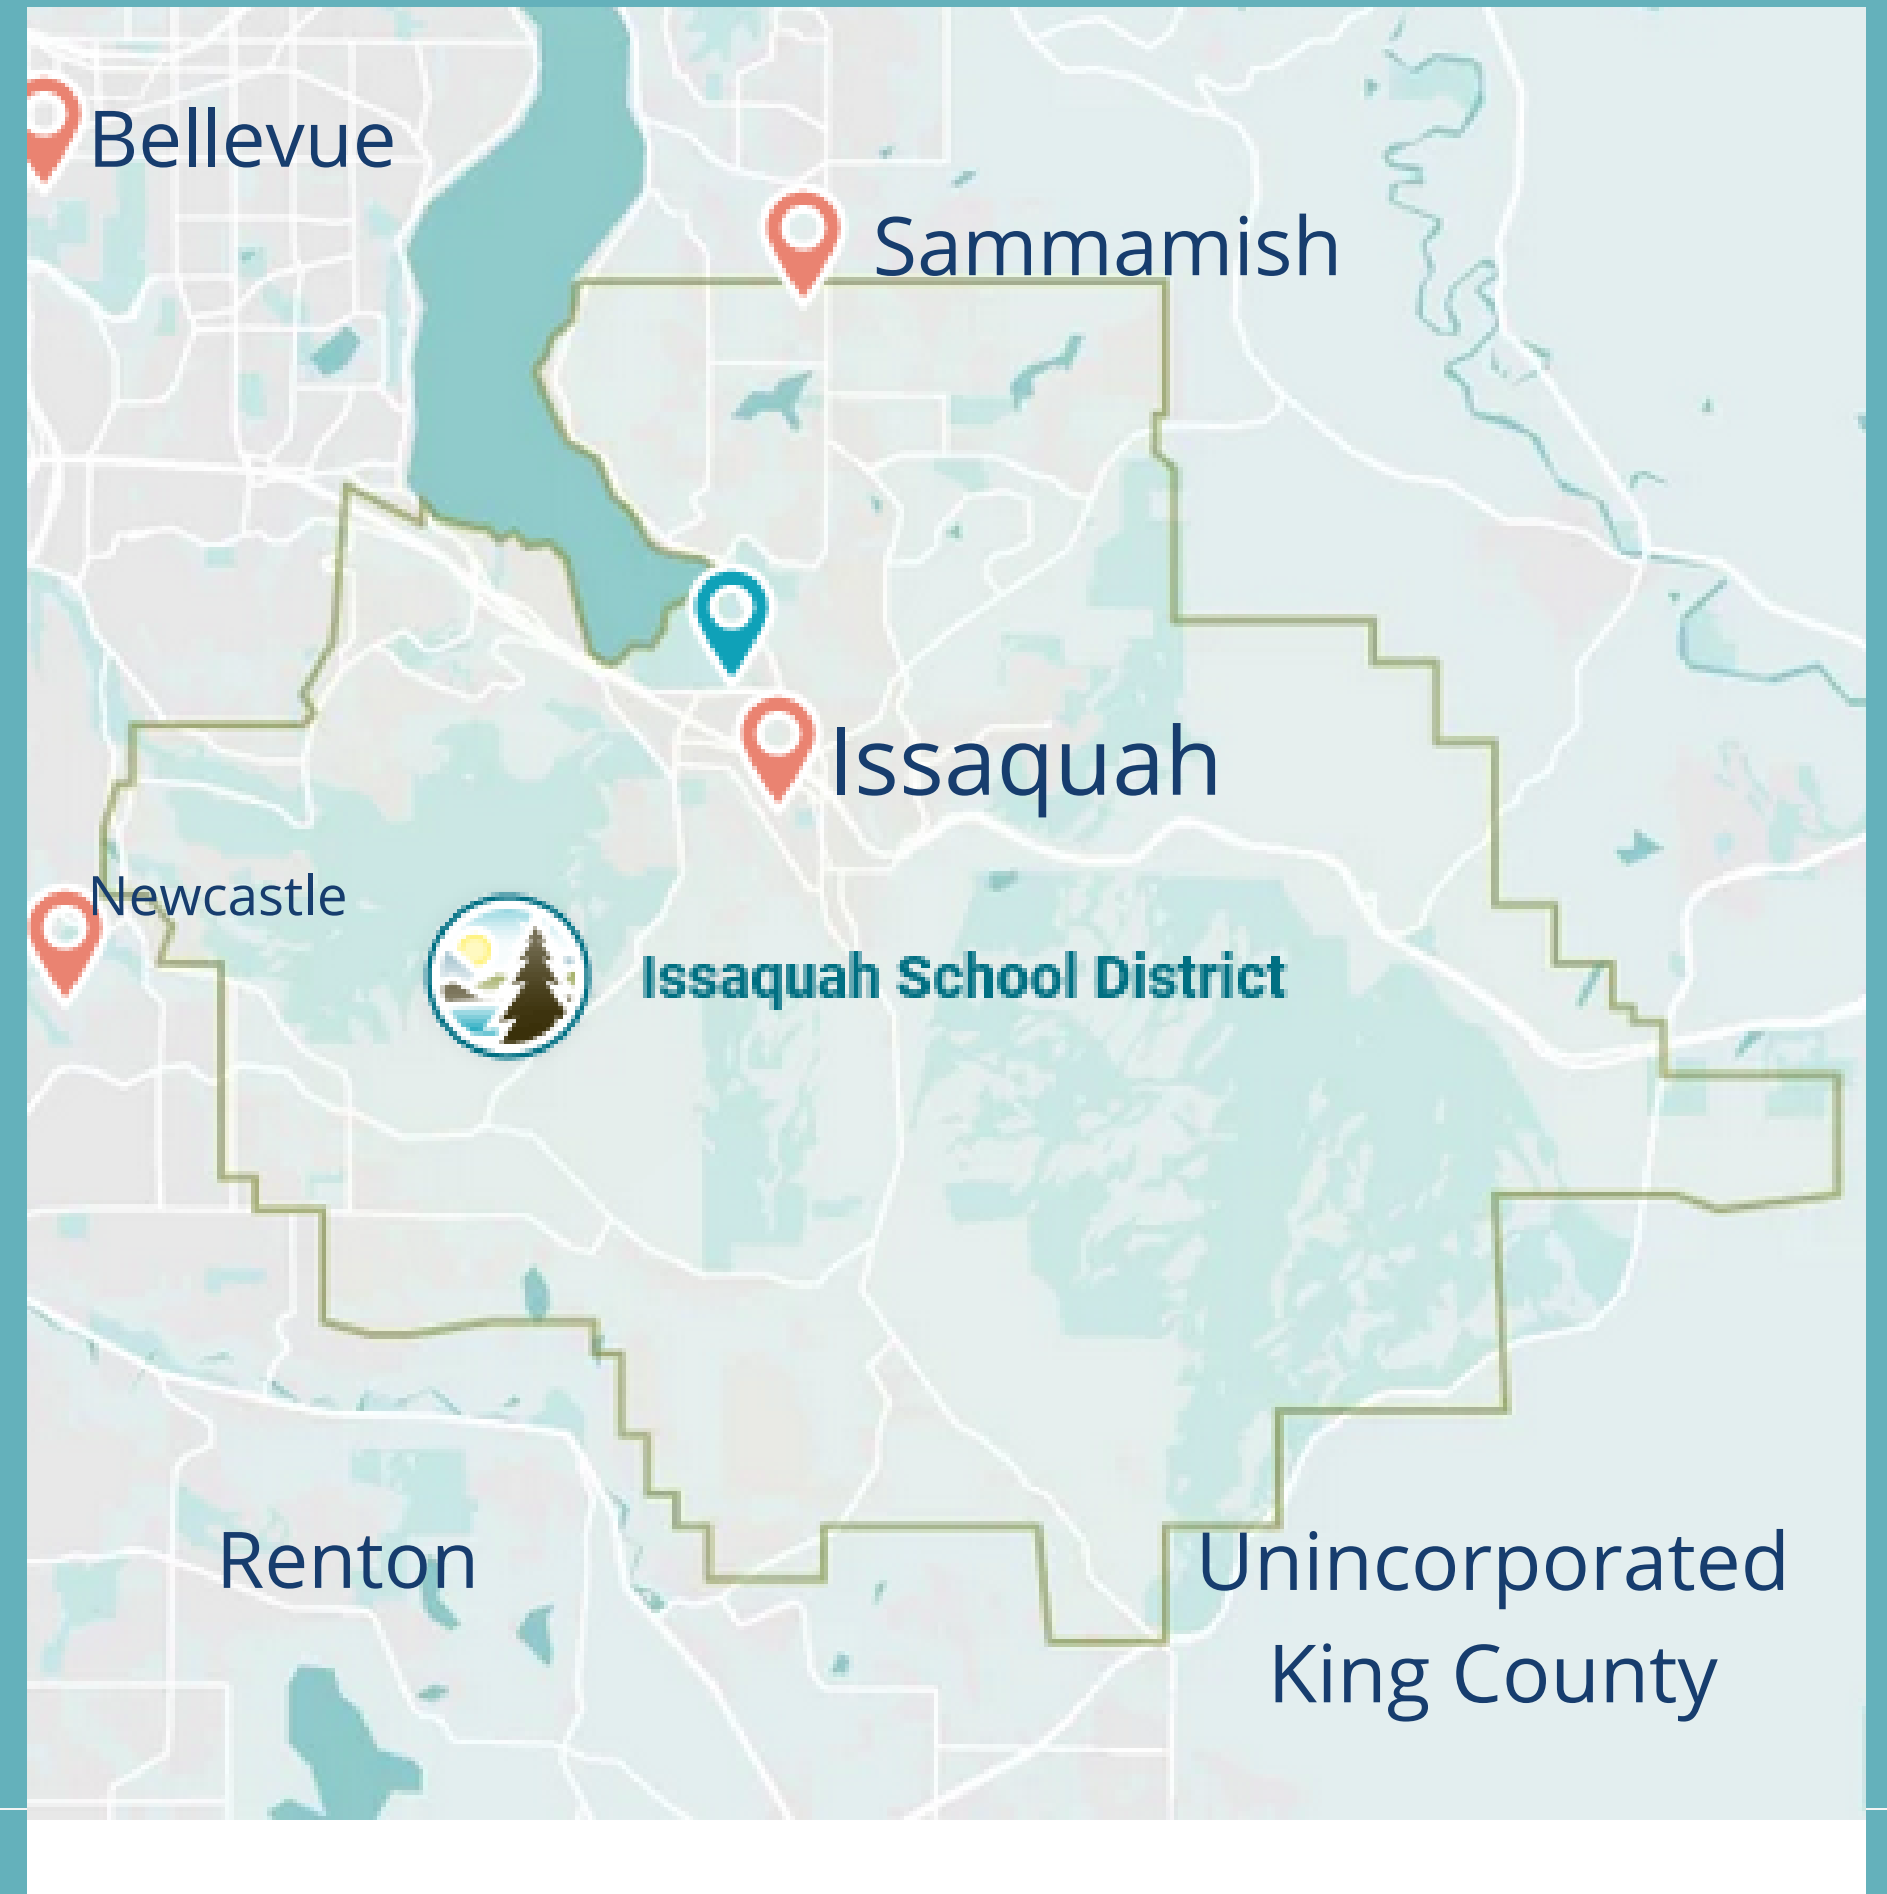 Bellevue
Sammamish
Issaquah
Newcastle
Issaquah School District
Renton
Unincorporated
King County